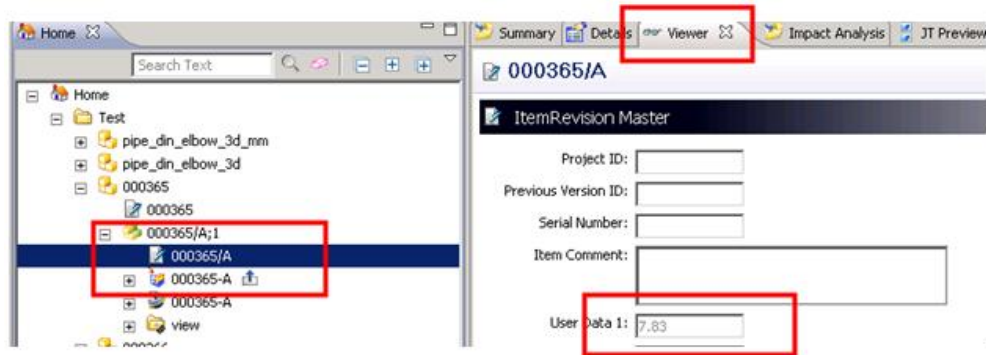 Home
Search Text
Home
Test
pipe_din_elbow_3d_mm
pipe_din_elbow_3d
000365
000365
000365/A;1
000365/A
000365-A
000365-A
view
Summary Details Viewer Impact Analysis JT Preview
000365/A
ItemRevision Master
Project ID:
Previous Version ID:
Serial Number:
Item Comment:
User Data 1: 7.83